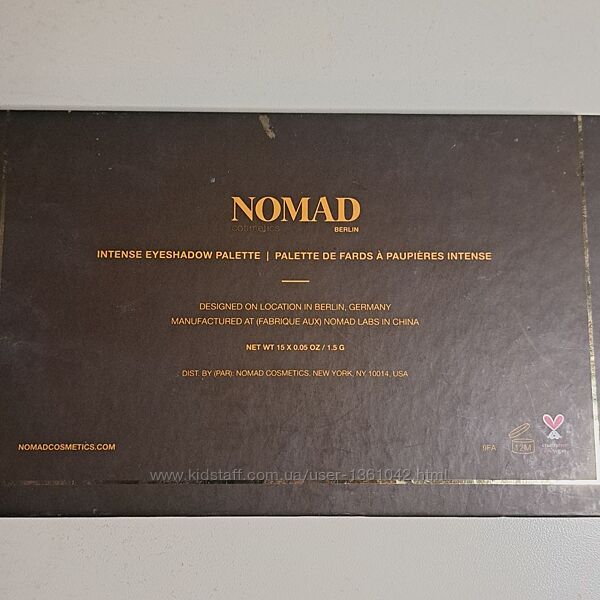 NOMAD
cosmetics BERLIN
INTENSE EYESHADOW PALETTE | PALETTE DE FARDS À PAUPIÈRES INTENSE
DESIGNED ON LOCATION IN BERLIN, GERMANY
MANUFACTURED AT (FABRIQUE AUX) NOMAD LABS IN CHINA
NET WT 15 X 0.05 OZ / 1.5 G
DIST. BY (PAR): NOMAD COSMETICS, NEW YORK, NY 10014, USA
NOMADCOSMETICS.COM
9FA
12M
www.kidstaff.com.ua/user-1361042.html